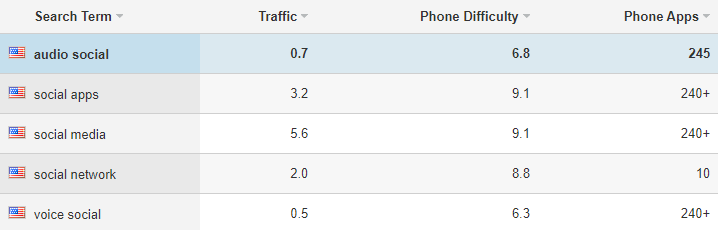 Search Term Traffic Phone Difficulty Phone Apps
audio social 0.7 6.8 245
social apps 3.2 9.1 240+
social media 5.6 9.1 240+
social network 2.0 8.8 10
voice social 0.5 6.3 240+